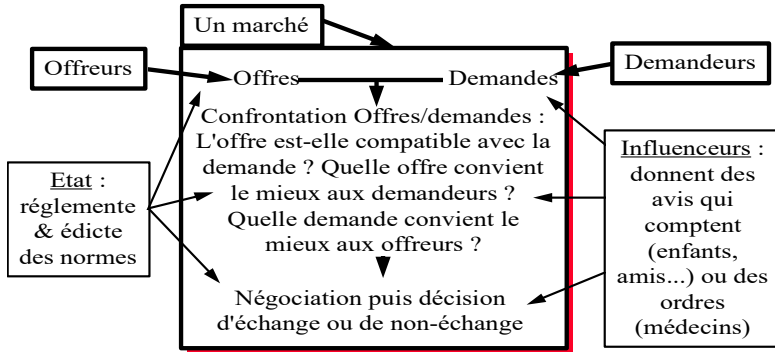 Un marché
Offreurs
Offres
Demandes
Demandeurs
Confrontation Offres/demandes :
L'offre est-elle compatible avec la
demande ? Quelle offre convient
le mieux aux demandeurs ?
Quelle demande convient le
mieux aux offreurs ?
Négociation puis décision
d'échange ou de non-échange
Etat :
réglemente
& édicte
des normes
Influenceurs :
donnent des
avis qui
comptent
(enfants,
amis...) ou des
ordres
(médecins)